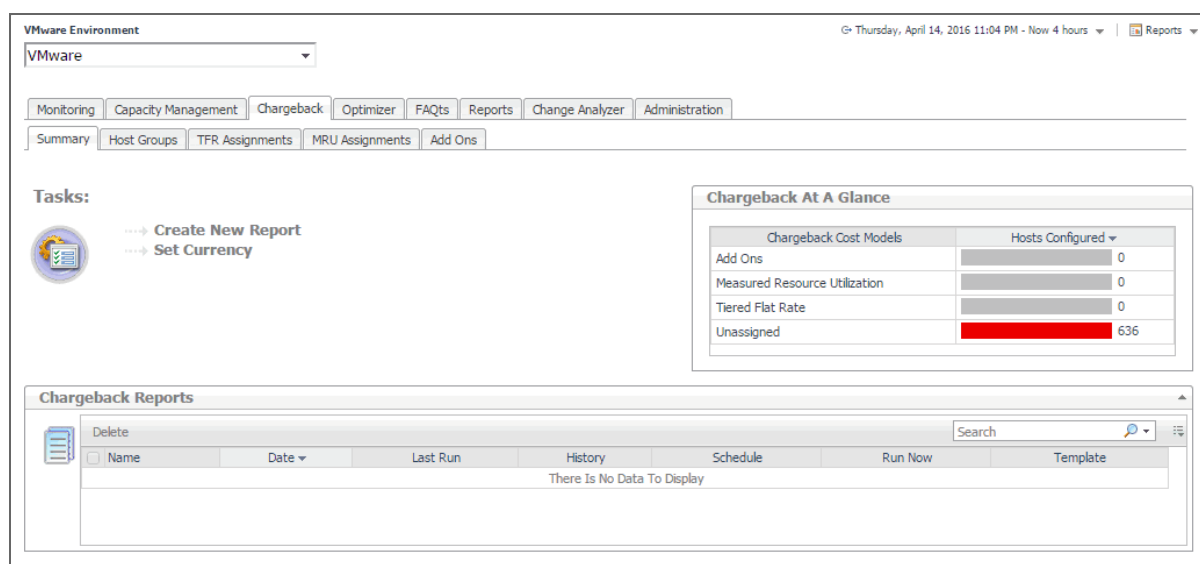 VMware Environment
Thursday, April 14, 2016 11:04 PM - Now 4 hours
Reports
VMware
Monitoring
Capacity Management
Chargeback
Optimizer
FAQts
Reports
Change Analyzer
Administration
Summary
Host Groups
TFR Assignments
MRU Assignments
Add Ons
Tasks:
Create New Report
Set Currency
Chargeback At A Glance
Chargeback Cost Models
Hosts Configured
Add Ons
0
Measured Resource Utilization
0
Tiered Flat Rate
0
Unassigned
636
Chargeback Reports
Delete
Search
Name
Date
Last Run
History
Schedule
Run Now
Template
There Is No Data To Display